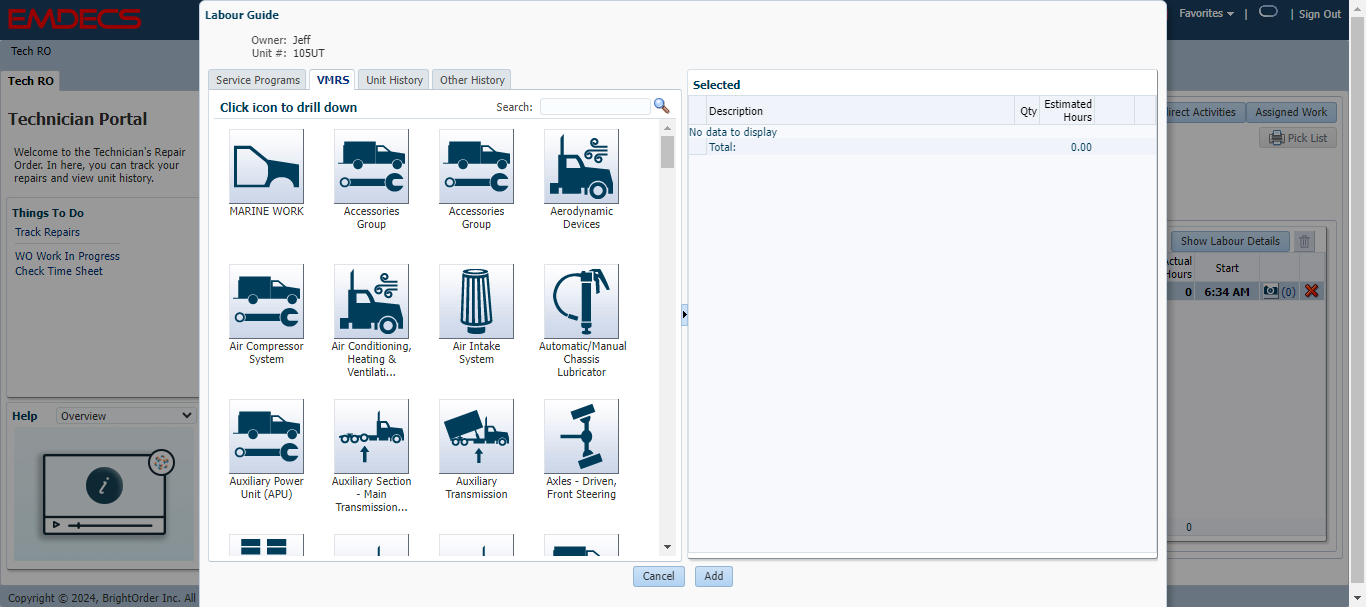 EMDECS
Favorites | | Sign Out
Tech RO
Tech RO
Technician Portal
Welcome to the Technician's Repair
Order. In here, you can track your
repairs and view unit history.
Things To Do
Track Repairs
WO Work In Progress
Check Time Sheet
Help Overview
i
Copyright © 2024, BrightOrder Inc. All
Labour Guide
Owner: Jeff
Unit #: 105UT
Service Programs VMRS Unit History Other History
Click icon to drill down Search:
MARINE WORK
Accessories
Group
Accessories
Group
Aerodynamic
Devices
Air Compressor
System
Air Conditioning,
Heating &
Ventilati...
Air Intake
System
Automatic/Manual
Chassis
Lubricator
Auxiliary Power
Unit (APU)
Auxiliary Section
- Main
Transmission...
Auxiliary
Transmission
Axles - Driven,
Front Steering
Selected
Description Qty Estimated
Hours
No data to display
Total: 0.00
Cancel Add
direct Activities Assigned Work
Pick List
Show Labour Details
ctual
Hours Start
0 6:34 AM (0)
0